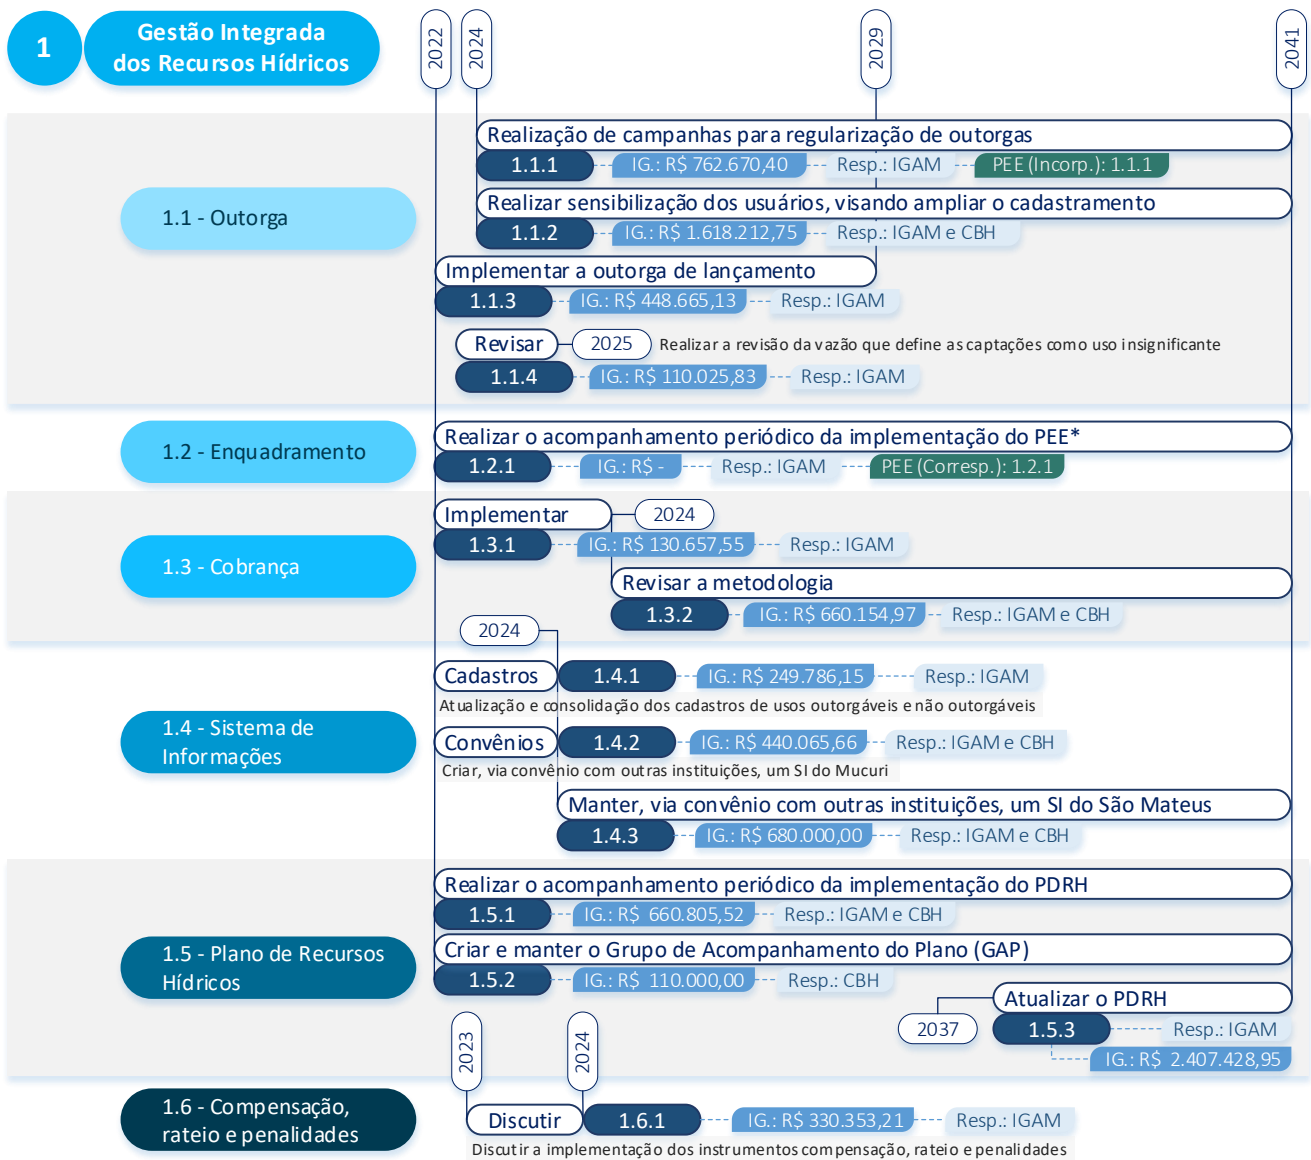 1
Gestão Integrada
dos Recursos Hídricos
2022
2024
2029
2041
1.1 - Outorga
Realização de campanhas para regularização de outorgas
1.1.1
IG.: R$ 762.670,40
Resp.: IGAM
PEE (Incorp.): 1.1.1
Realizar sensibilização dos usuários, visando ampliar o cadastramento
1.1.2
IG.: R$ 1.618.212,75
Resp.: IGAM e CBH
Implementar a outorga de lançamento
1.1.3
IG.: R$ 448.665,13
Resp.: IGAM
Revisar
2025
Realizar a revisão da vazão que define as captações como uso insignificante
1.1.4
IG.: R$ 110.025,83
Resp.: IGAM
1.2 - Enquadramento
Realizar o acompanhamento periódico da implementação do PEE*
1.2.1
IG.: R$ -
Resp.: IGAM
PEE (Corresp.): 1.2.1
1.3 - Cobrança
Implementar
2024
1.3.1
IG.: R$ 130.657,55
Resp.: IGAM
Revisar a metodologia
1.3.2
IG.: R$ 660.154,97
Resp.: IGAM e CBH
2024
1.4 - Sistema de
Informações
Cadastros
1.4.1
IG.: R$ 249.786,15
Resp.: IGAM
Atualização e consolidação dos cadastros de usos outorgáveis e não outorgáveis
Convênios
1.4.2
IG.: R$ 440.065,66
Resp.: IGAM e CBH
Criar, via convênio com outras instituições, um SI do Mucuri
Manter, via convênio com outras instituições, um SI do São Mateus
1.4.3
IG.: R$ 680.000,00
Resp.: IGAM e CBH
1.5 - Plano de Recursos
Hídricos
Realizar o acompanhamento periódico da implementação do PDRH
1.5.1
IG.: R$ 660.805,52
Resp.: IGAM e CBH
Criar e manter o Grupo de Acompanhamento do Plano (GAP)
1.5.2
IG.: R$ 110.000,00
Resp.: CBH
Atualizar o PDRH
2037
1.5.3
Resp.: IGAM
IG.: R$ 2.407.428,95
2023
2024
1.6 - Compensação,
rateio e penalidades
Discutir
1.6.1
IG.: R$ 330.353,21
Resp.: IGAM
Discutir a implementação dos instrumentos compensação, rateio e penalidades